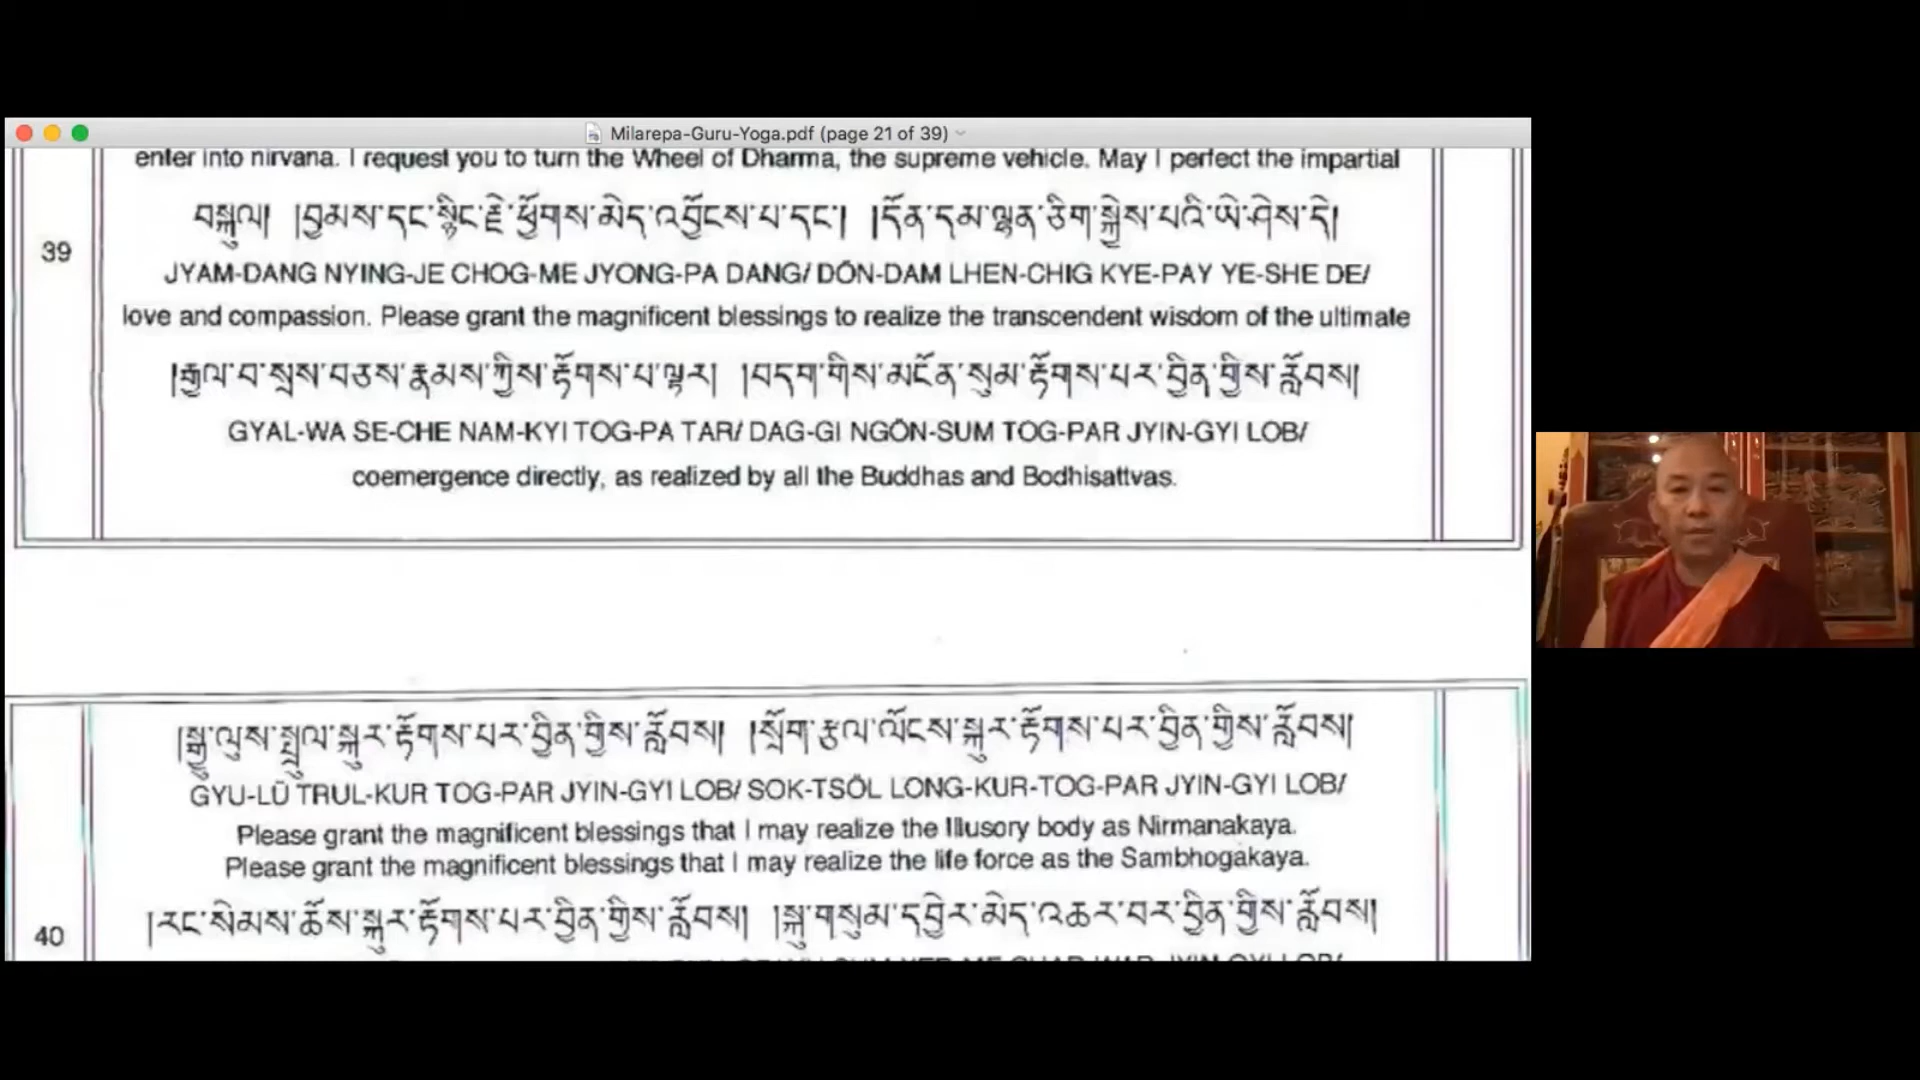 Milarepa-Guru-Yoga.pdf (page 21 of 39)
enter into nirvana. I request you to turn the Wheel of Dharma, the supreme vehicle. May I perfect the impartial
བསྐུལ། །བྱམས་དང་སྙིང་རྗེ་ཕྱོགས་མེད་འབྱོངས་པ་དང་། །དོན་དམ་ལྷན་ཅིག་སྐྱེས་པའི་ཡེ་ཤེས་དེ།
39
JYAM-DANG NYING-JE CHOG-ME JYONG-PA DANG/ DÖN-DAM LHEN-CHIG KYE-PAY YE-SHE DE/
love and compassion. Please grant the magnificent blessings to realize the transcendent wisdom of the ultimate
།རྒྱལ་བ་སྲས་བཅས་རྣམས་ཀྱིས་རྟོགས་པ་ལྟར། །བདག་གིས་མངོན་སུམ་རྟོགས་པར་བྱིན་གྱིས་རློབས།
GYAL-WA SE-CHE NAM-KYI TOG-PA TAR/ DAG-GI NGÖN-SUM TOG-PAR JYIN-GYI LOB/
coemergence directly, as realized by all the Buddhas and Bodhisattvas.
།སྒྱུ་ལུས་སྤྲུལ་སྐུར་རྟོགས་པར་བྱིན་གྱིས་རློབས། །སྲོག་རྩལ་ལོངས་སྐུར་རྟོགས་པར་བྱིན་གྱིས་རློབས།
GYU-LÜ TRUL-KUR TOG-PAR JYIN-GYI LOB/ SOK-TSÖL LONG-KUR-TOG-PAR JYIN-GYI LOB/
Please grant the magnificent blessings that I may realize the Illusory body as Nirmanakaya.
Please grant the magnificent blessings that I may realize the life force as the Sambhogakaya.
།རང་སེམས་ཆོས་སྐུར་རྟོགས་པར་བྱིན་གྱིས་རློབས། །སྐུ་གསུམ་དབྱེར་མེད་འཆར་བར་བྱིན་གྱིས་རློབས།
40